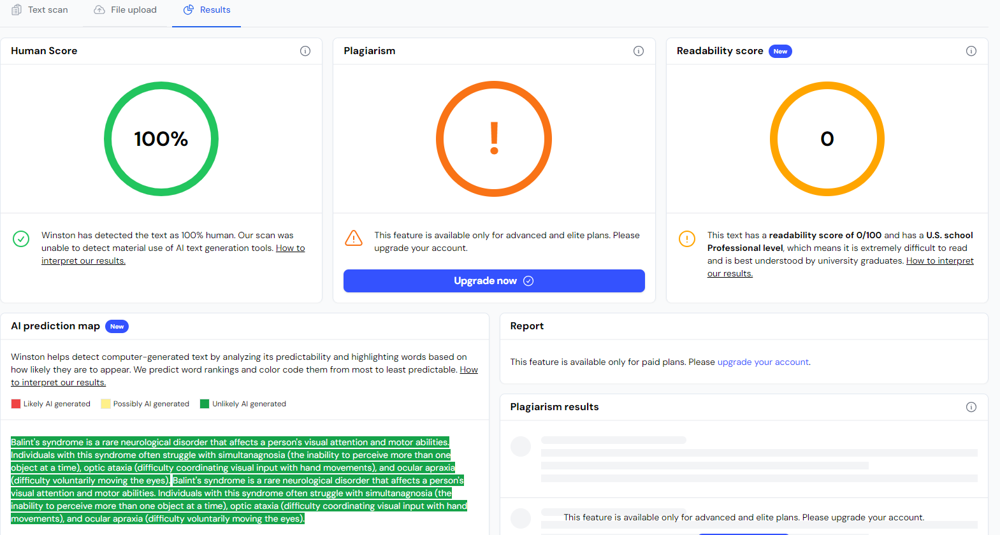 Text scan
File upload
Results
Human Score
100%
Winston has detected the text as 100% human. Our scan was
unable to detect material use of AI text generation tools. How to
interpret our results.
Plagiarism
!
This feature is available only for advanced and elite plans. Please
upgrade your account.
Upgrade now
Readability score
New
0
This text has a readability score of 0/100 and has a U.S. school
Professional level, which means it is extremely difficult to read
and is best understood by university graduates. How to interpret
our results.
AI prediction map
New
Winston helps detect computer-generated text by analyzing its predictability and highlighting words based on
how likely they are to appear. We predict word rankings and color code them from most to least predictable. How
to interpret our results.
Likely AI generated
Possibly AI generated
Unlikely AI generated
Balint's syndrome is a rare neurological disorder that affects a person's visual attention and motor abilities.
Individuals with this syndrome often struggle with simultanagnosia (the inability to perceive more than one
object at a time), optic ataxia (difficulty coordinating visual input with hand movements), and ocular apraxia
(difficulty voluntarily moving the eyes). Balint's syndrome is a rare neurological disorder that affects a person's
visual attention and motor abilities. Individuals with this syndrome often struggle with simultanagnosia (the
inability to perceive more than one object at a time), optic ataxia (difficulty coordinating visual input with hand
movements), and ocular apraxia (difficulty voluntarily moving the eyes).
Report
This feature is available only for paid plans. Please upgrade your account.
Plagiarism results
This feature is available only for advanced and elite plans. Please upgrade your account.